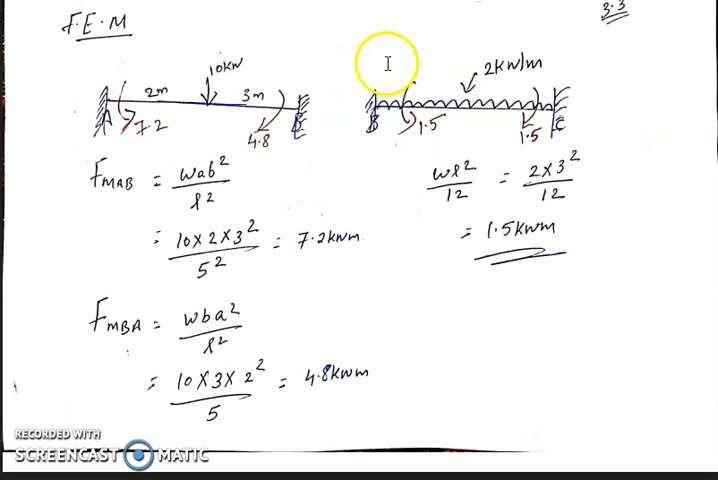 F.E.M
3.3
10KN
2m
3m
A
B
7.2
4.8
2KN/m
B
C
1.5
1.5
FMAB = Wab²/l²
= 10×2×3²/5² = 7.2kNm
FMBA = Wba²/l²
= 10×3×2²/5 = 4.8kNm
Wl²/12 = 2×3²/12
= 1.5kNm
RECORDED WITH
SCREENCAST MATIC